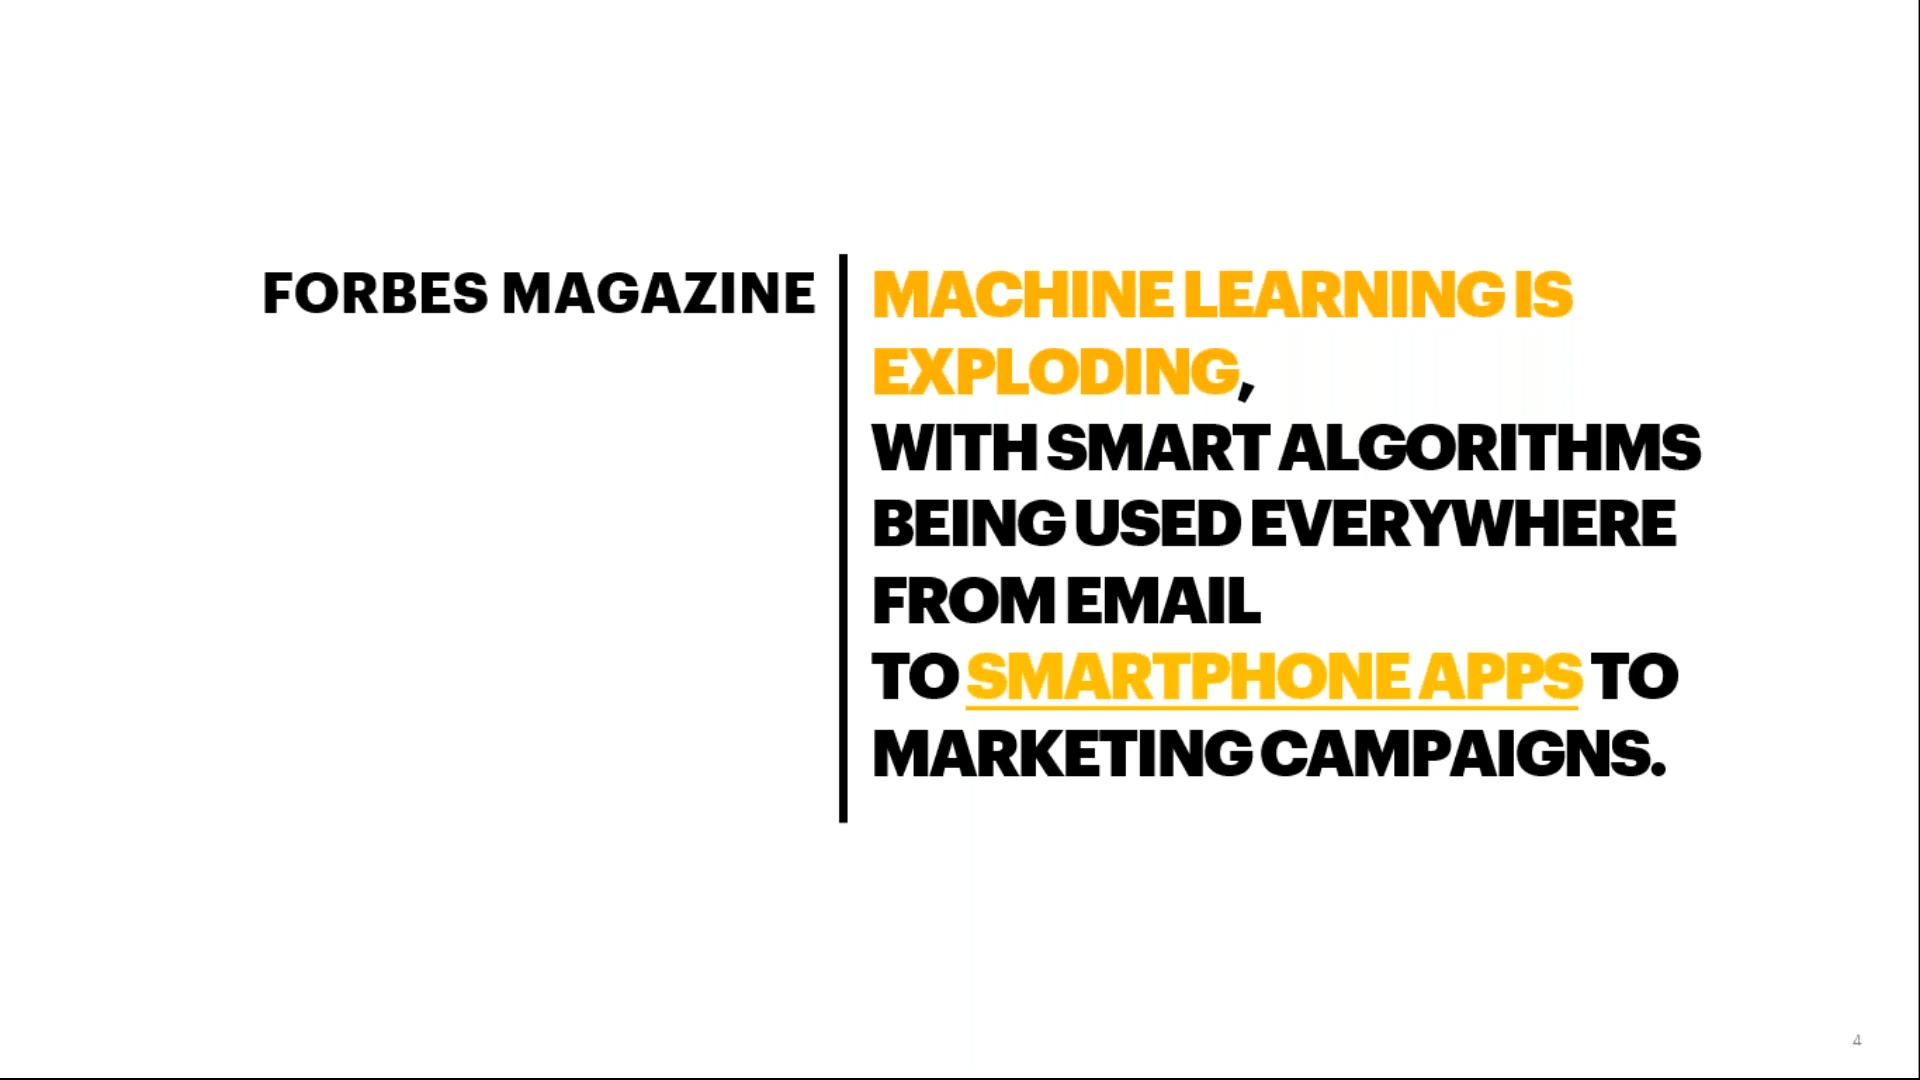 FORBES MAGAZINE
MACHINE LEARNING IS
EXPLODING,
WITH SMART ALGORITHMS
BEING USED EVERYWHERE
FROM EMAIL
TO SMARTPHONE APPS TO
MARKETING CAMPAIGNS.
4